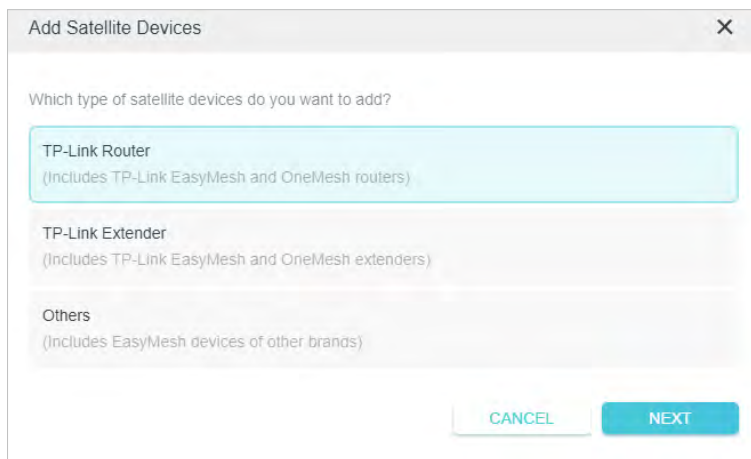 Add Satellite Devices
Which type of satellite devices do you want to add?
TP-Link Router
(Includes TP-Link EasyMesh and OneMesh routers)
TP-Link Extender
(Includes TP-Link EasyMesh and OneMesh extenders)
Others
(Includes EasyMesh devices of other brands)
CANCEL NEXT